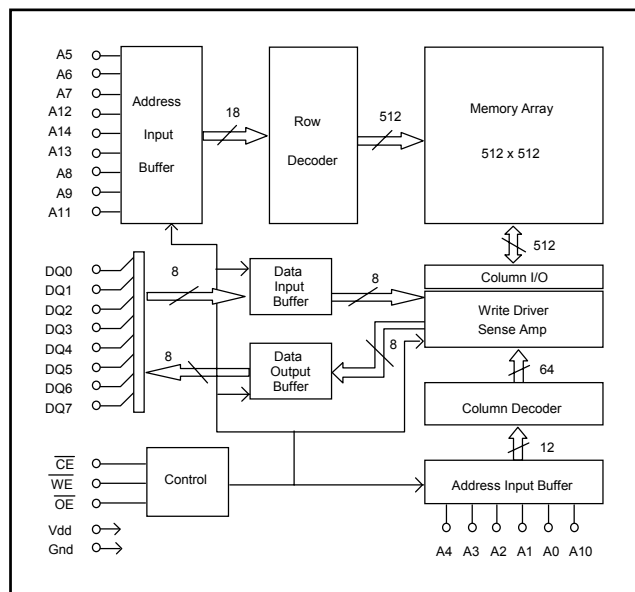 A5
A6
A7
A12
A14
A13
A8
A9
A11
Address
Input
Buffer
18
Row
Decoder
512
Memory Array
512 x 512
512
DQ0
DQ1
DQ2
DQ3
DQ4
DQ5
DQ6
DQ7
8
Data
Input
Buffer
8
Column I/O
Write Driver
Sense Amp
8
Data
Output
Buffer
8
64
Column Decoder
12
CE
WE
OE
Control
Address Input Buffer
Vdd
Gnd
A4 A3 A2 A1 A0 A10